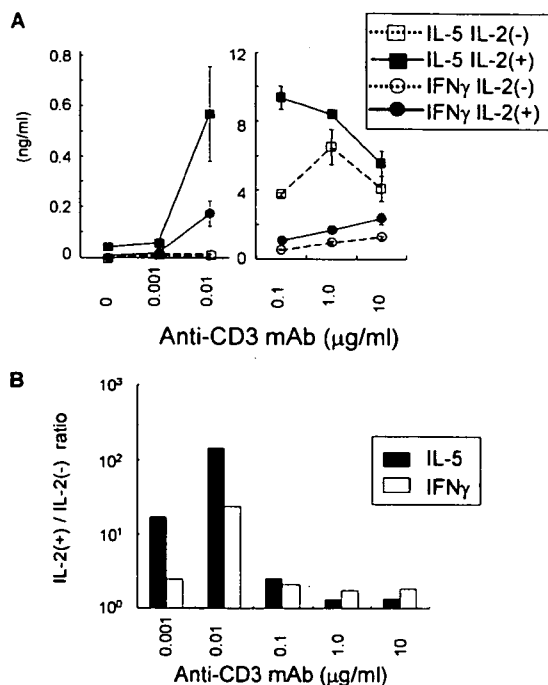 A
IL-5 IL-2(-)
IL-5 IL-2(+)
IFNγ IL-2(-)
IFNγ IL-2(+)
(ng/ml)
0.8
0.6
0.4
0.2
0
12
8
4
0
0
0.001
0.01
0.1
1.0
10
Anti-CD3 mAb (μg/ml)
B
IL-2(+) / IL-2(-) ratio
10³
10²
10¹
10⁰
IL-5
IFNγ
0.001
0.01
0.1
1.0
10
Anti-CD3 mAb (μg/ml)